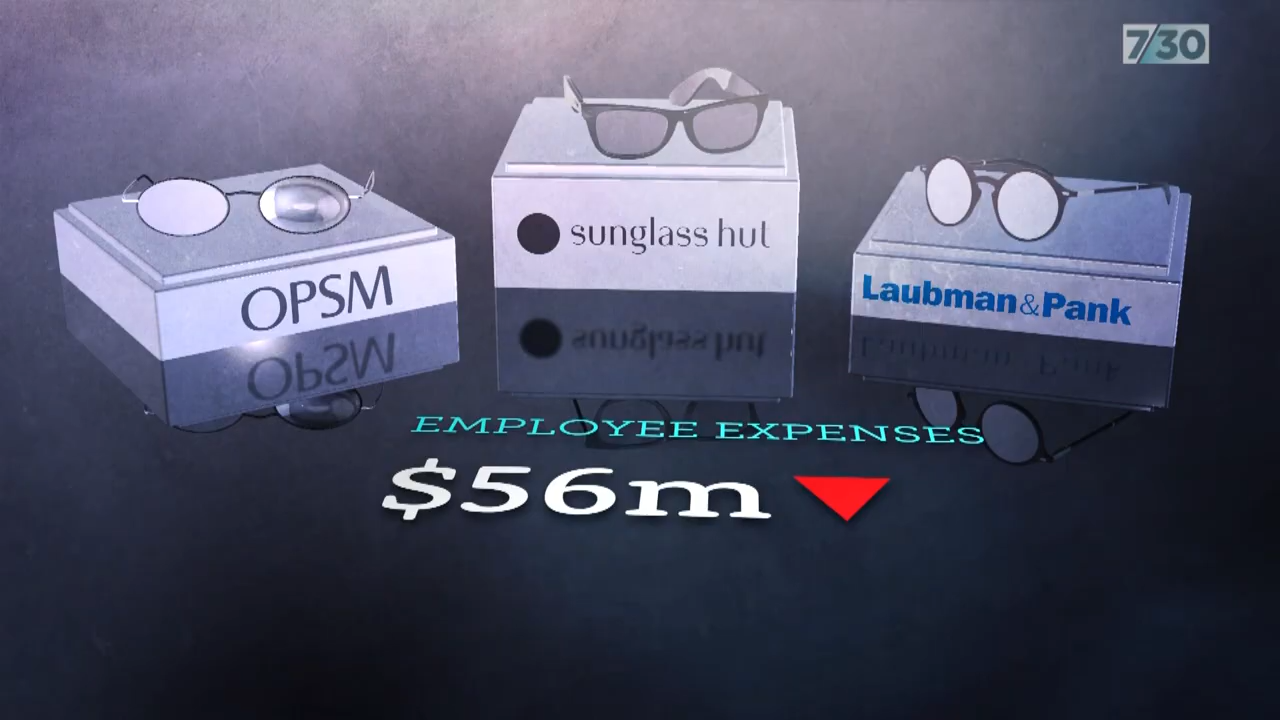 7/30
OPSM
sunglass hut
Laubman&Pank
EMPLOYEE EXPENSES
$56m